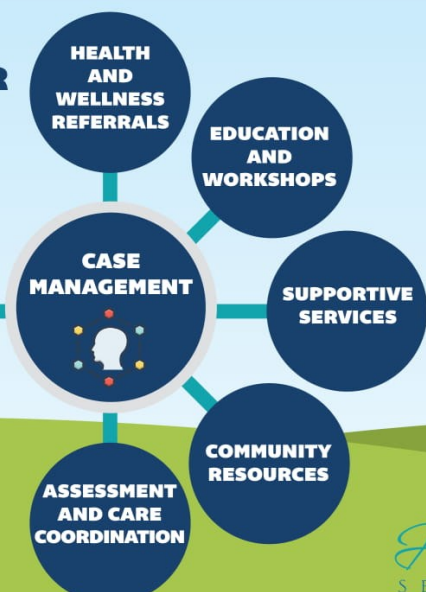 HEALTH
AND
WELLNESS
REFERRALS
EDUCATION
AND
WORKSHOPS
CASE
MANAGEMENT
SUPPORTIVE
SERVICES
COMMUNITY
RESOURCES
ASSESSMENT
AND CARE
COORDINATION